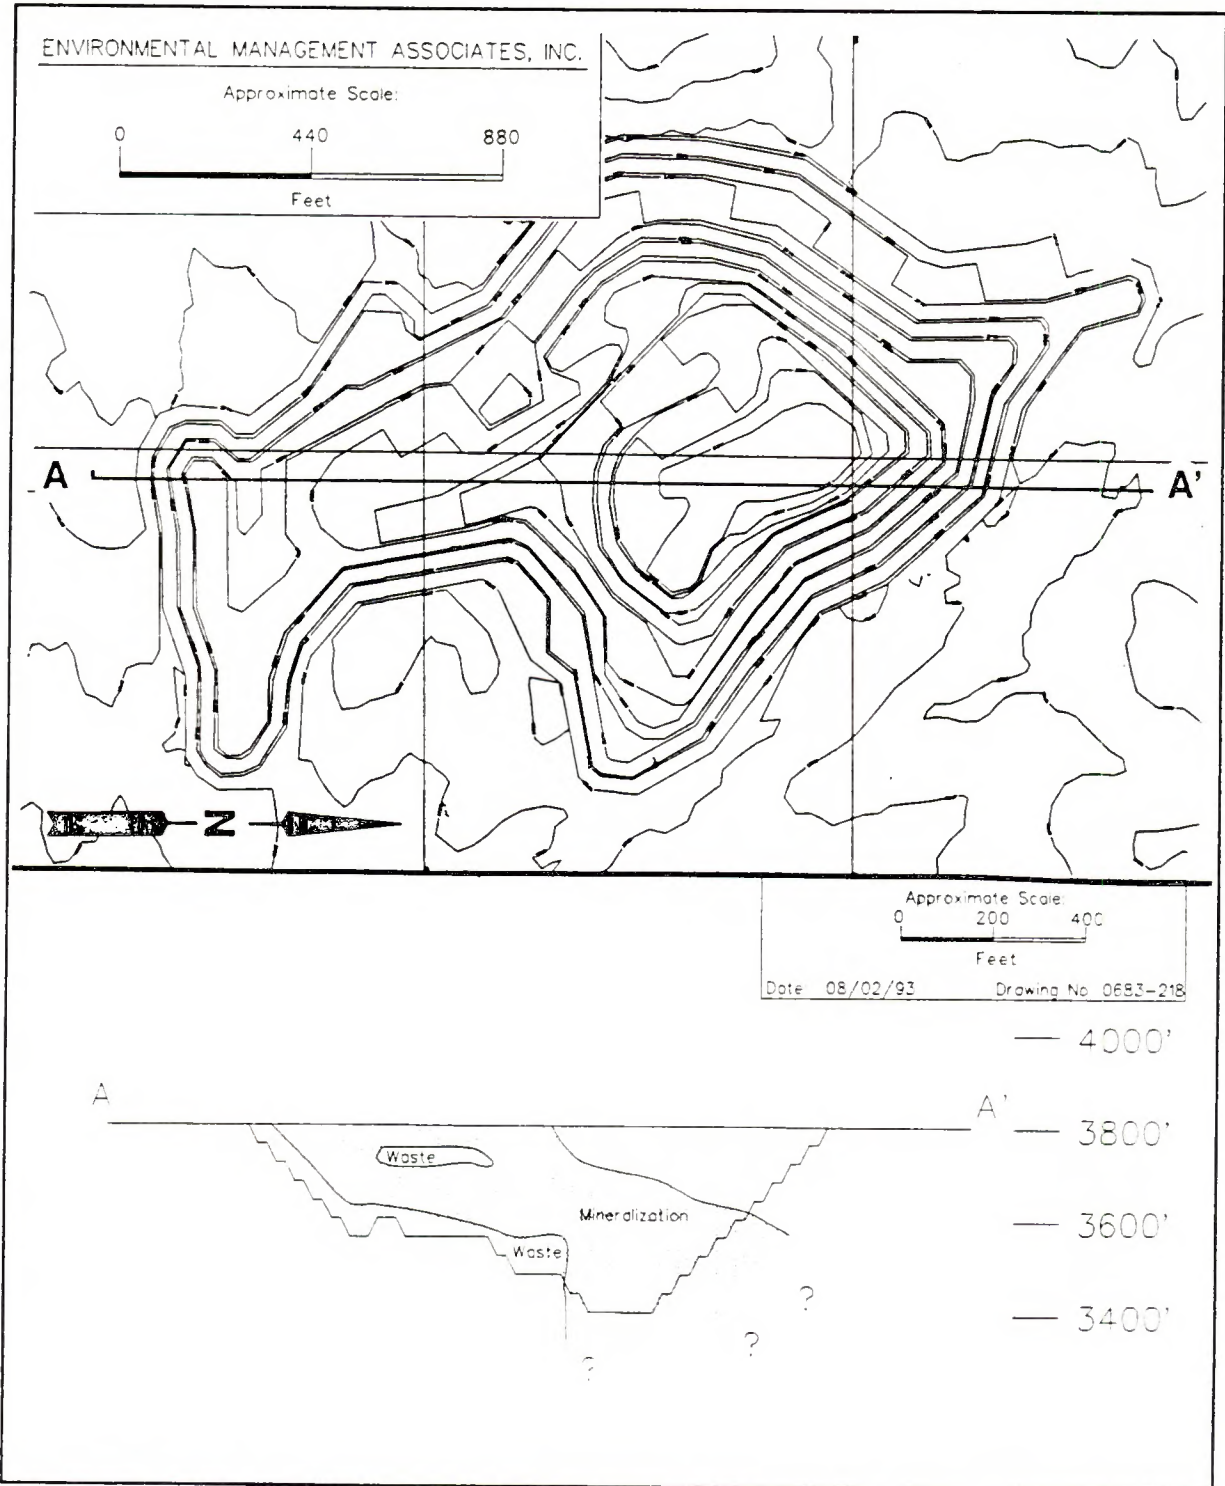 ENVIRONMENTAL MANAGEMENT ASSOCIATES, INC.
Approximate Scale:
0 440 880
Feet
A A'
N
Approximate Scale:
0 200 400
Feet
Date 08/02/93 Drawing No 0683-218
4000'
A A'
3800'
Waste
Mineralization
3600'
Waste
?
3400'
?
?